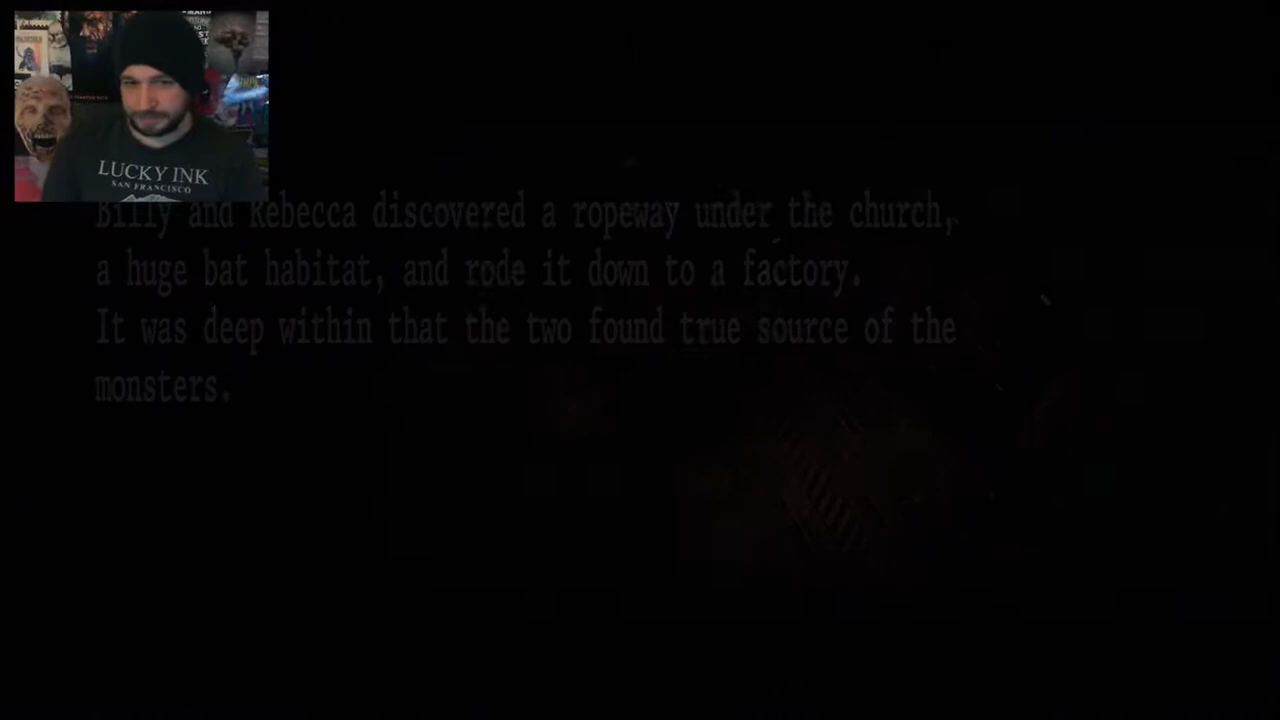 LUCKY INK
SAN FRANCISCO
Billy and Rebecca discovered a ropeway under the church,
a huge bat habitat, and rode it down to a factory.
It was deep within that the two found true source of the
monsters.